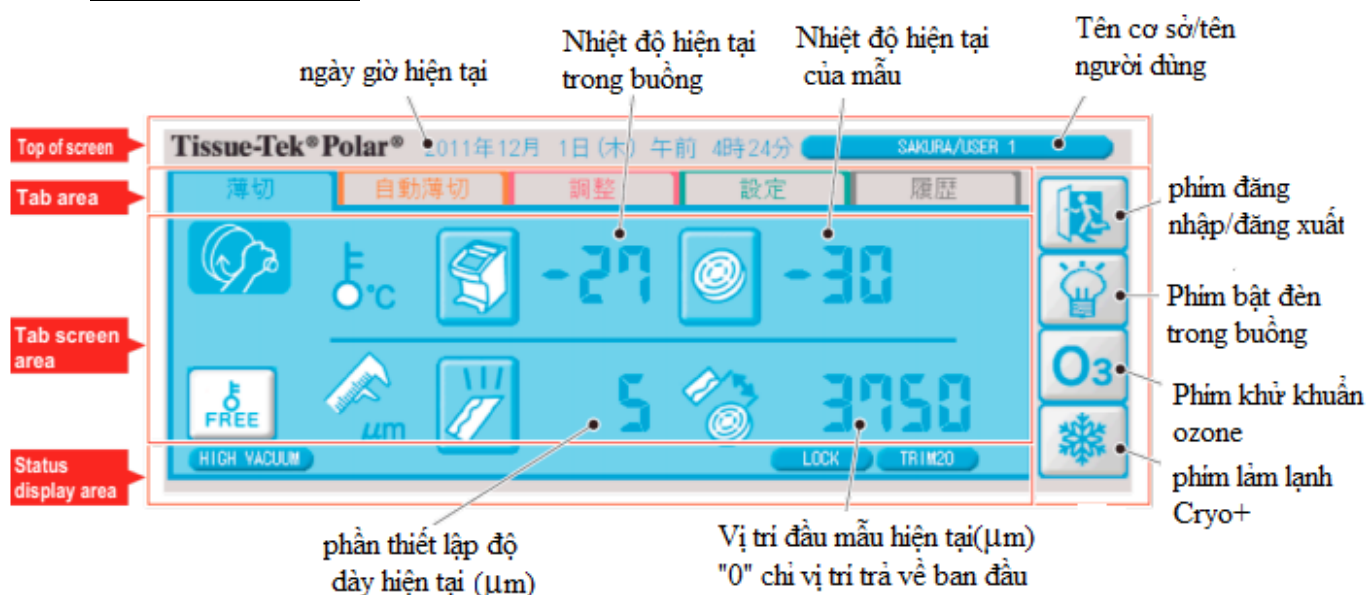 Nhiệt độ hiện tại
trong buồng
Nhiệt độ hiện tại
của mẫu
Tên cơ sở/tên
người dùng
ngày giờ hiện tại
Top of screen
Tissue-Tek®Polar® 2011年12月 1日(木) 午前 4時24分 SAKURA/USER 1
Tab area
薄切 自動薄切 調整 設定 履歴
phím đăng
nhập/đăng xuất
°C -27 -30
Phím bật đèn
trong buồng
Tab screen
area
O3
Phím khử khuẩn
ozone
FREE μm 5 3750
Status
display area
HIGH VACUUM LOCK TRIM20
phím làm lạnh
Cryo+
phần thiết lập độ
dày hiện tại (μm)
Vị trí đầu mẫu hiện tại(μm)
"0" chỉ vị trí trả về ban đầu